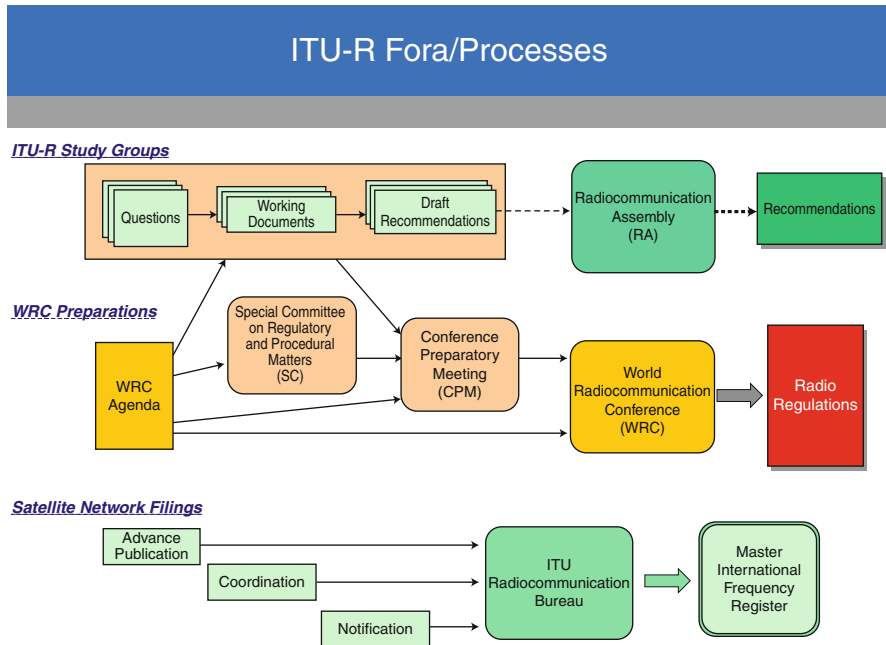 ITU-R Fora/Processes
ITU-R Study Groups
Questions
Working
Documents
Draft
Recommendations
Radiocommunication
Assembly
(RA)
Recommendations
WRC Preparations
WRC
Agenda
Special Committee
on Regulatory
and Procedural
Matters
(SC)
Conference
Preparatory
Meeting
(CPM)
World
Radiocommunication
Conference
(WRC)
Radio
Regulations
Satellite Network Filings
Advance
Publication
Coordination
Notification
ITU
Radiocommunication
Bureau
Master
International
Frequency
Register